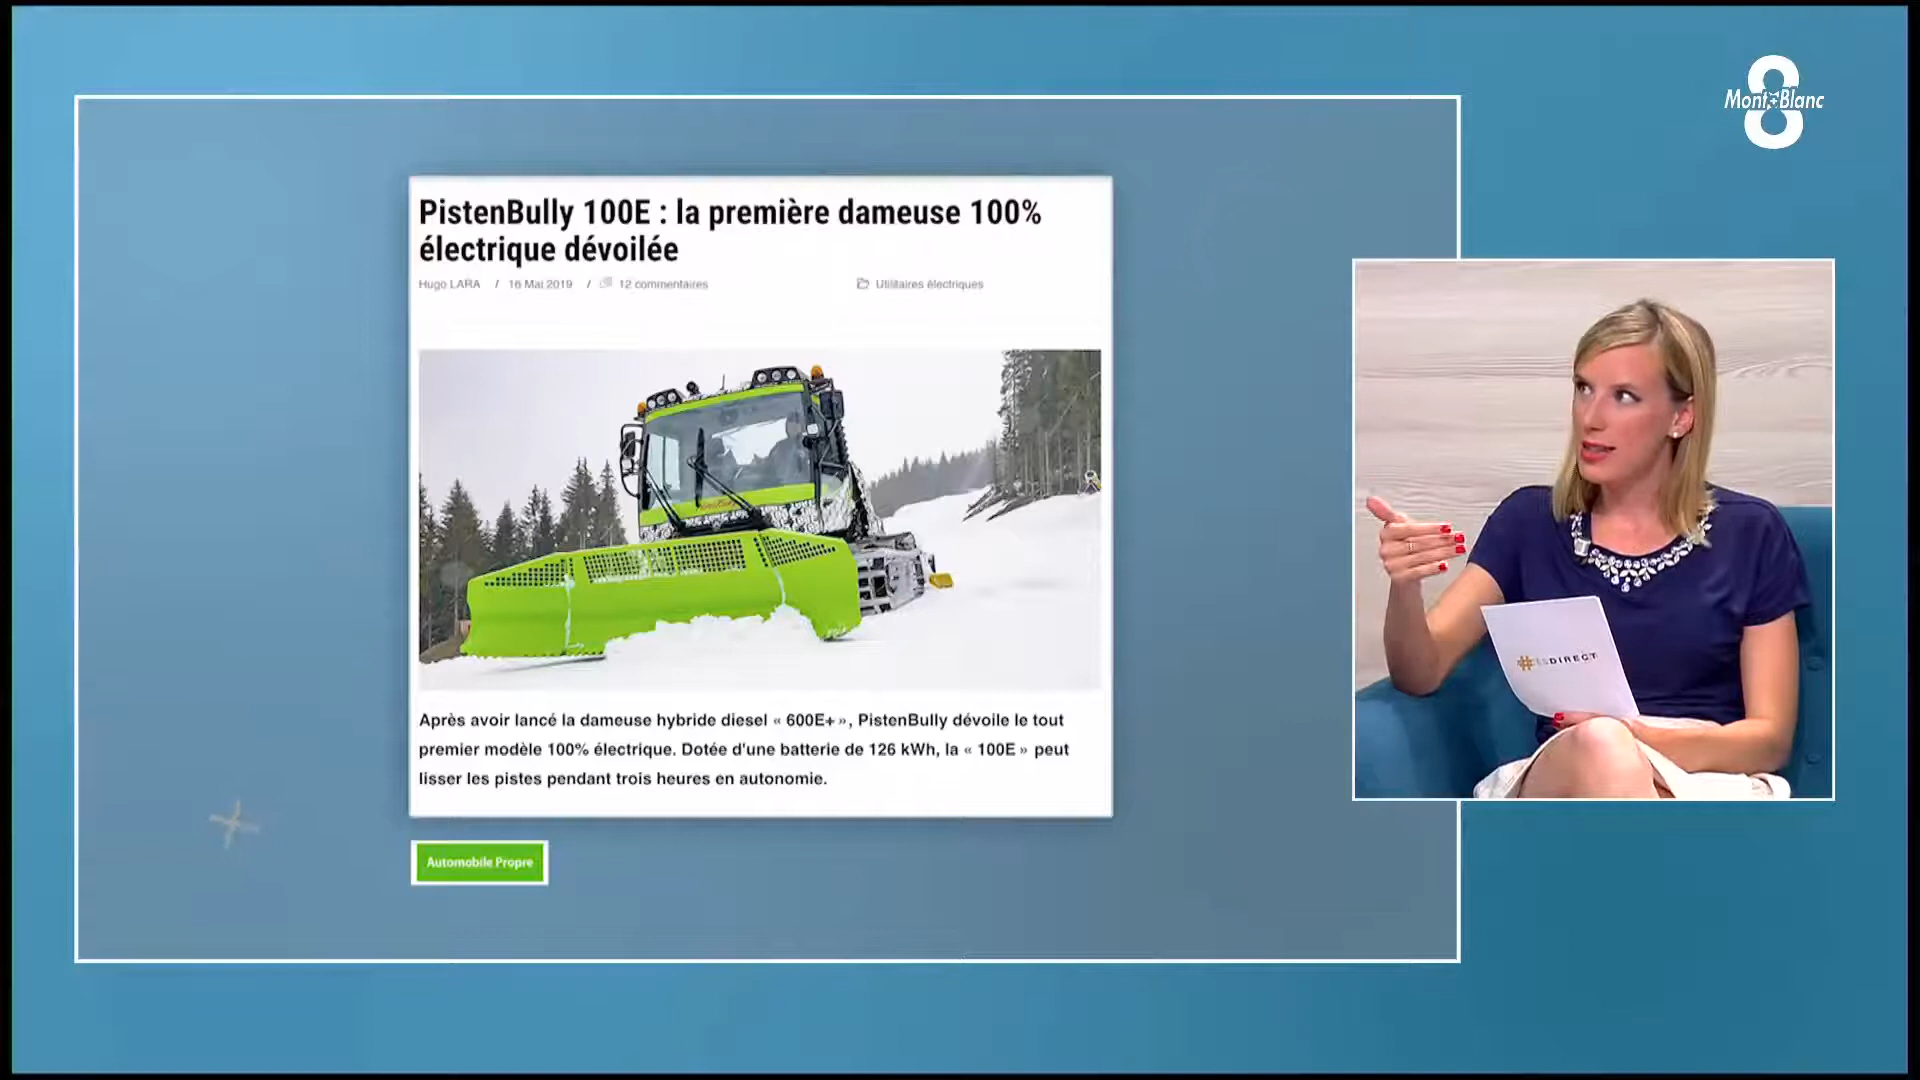 8
Mont Blanc
PistenBully 100E : la première dameuse 100%
électrique dévoilée
Hugo LARA / 16 Mai 2019 / 12 commentaires
Utilitaires électriques
Après avoir lancé la dameuse hybride diesel « 600E+ », PistenBully dévoile le tout
premier modèle 100% électrique. Dotée d'une batterie de 126 kWh, la « 100E » peut
lisser les pistes pendant trois heures en autonomie.
Automobile Propre
DIRECT